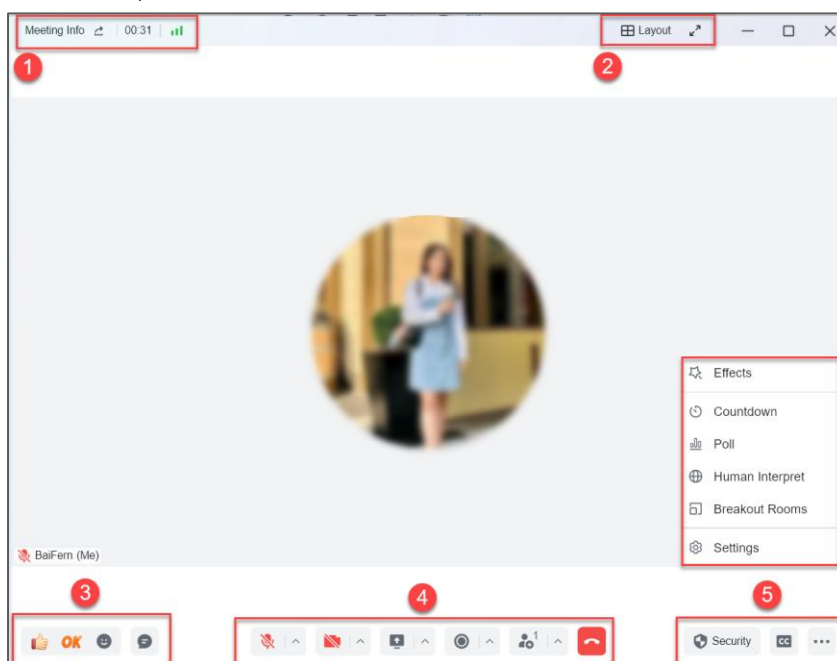 Meeting Info 00:31
Layout
1
2
Effects
Countdown
Poll
Human Interpret
Breakout Rooms
Settings
BaiFern (Me)
3
4
5
OK
1
Security CC